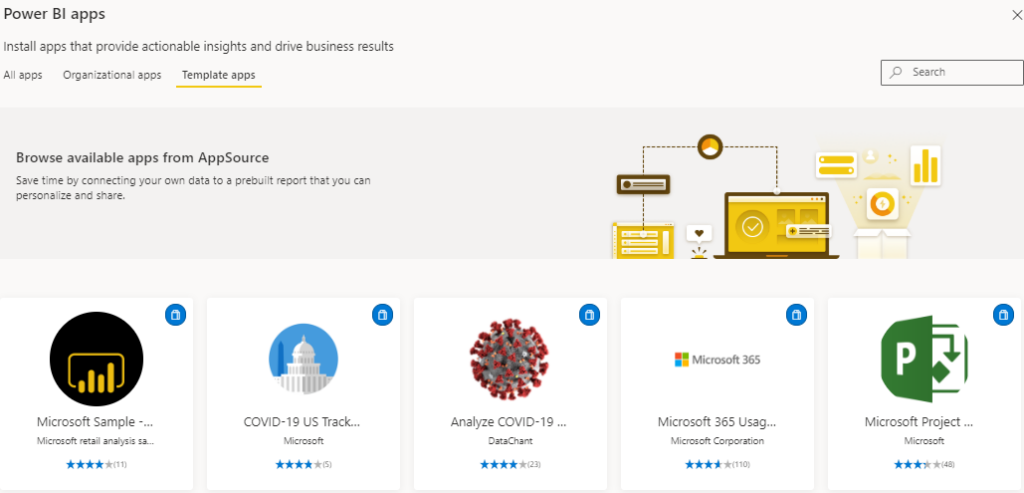 Power BI apps
Install apps that provide actionable insights and drive business results
All apps Organizational apps Template apps
Search
Browse available apps from AppSource
Save time by connecting your own data to a prebuilt report that you can
personalize and share.
Microsoft Sample -...
Microsoft retail analysis sa...
(11)
COVID-19 US Track...
Microsoft
(5)
Analyze COVID-19 ...
DataChant
(23)
Microsoft 365
Microsoft 365 Usag...
Microsoft Corporation
(110)
P
Microsoft Project ...
Microsoft
(48)